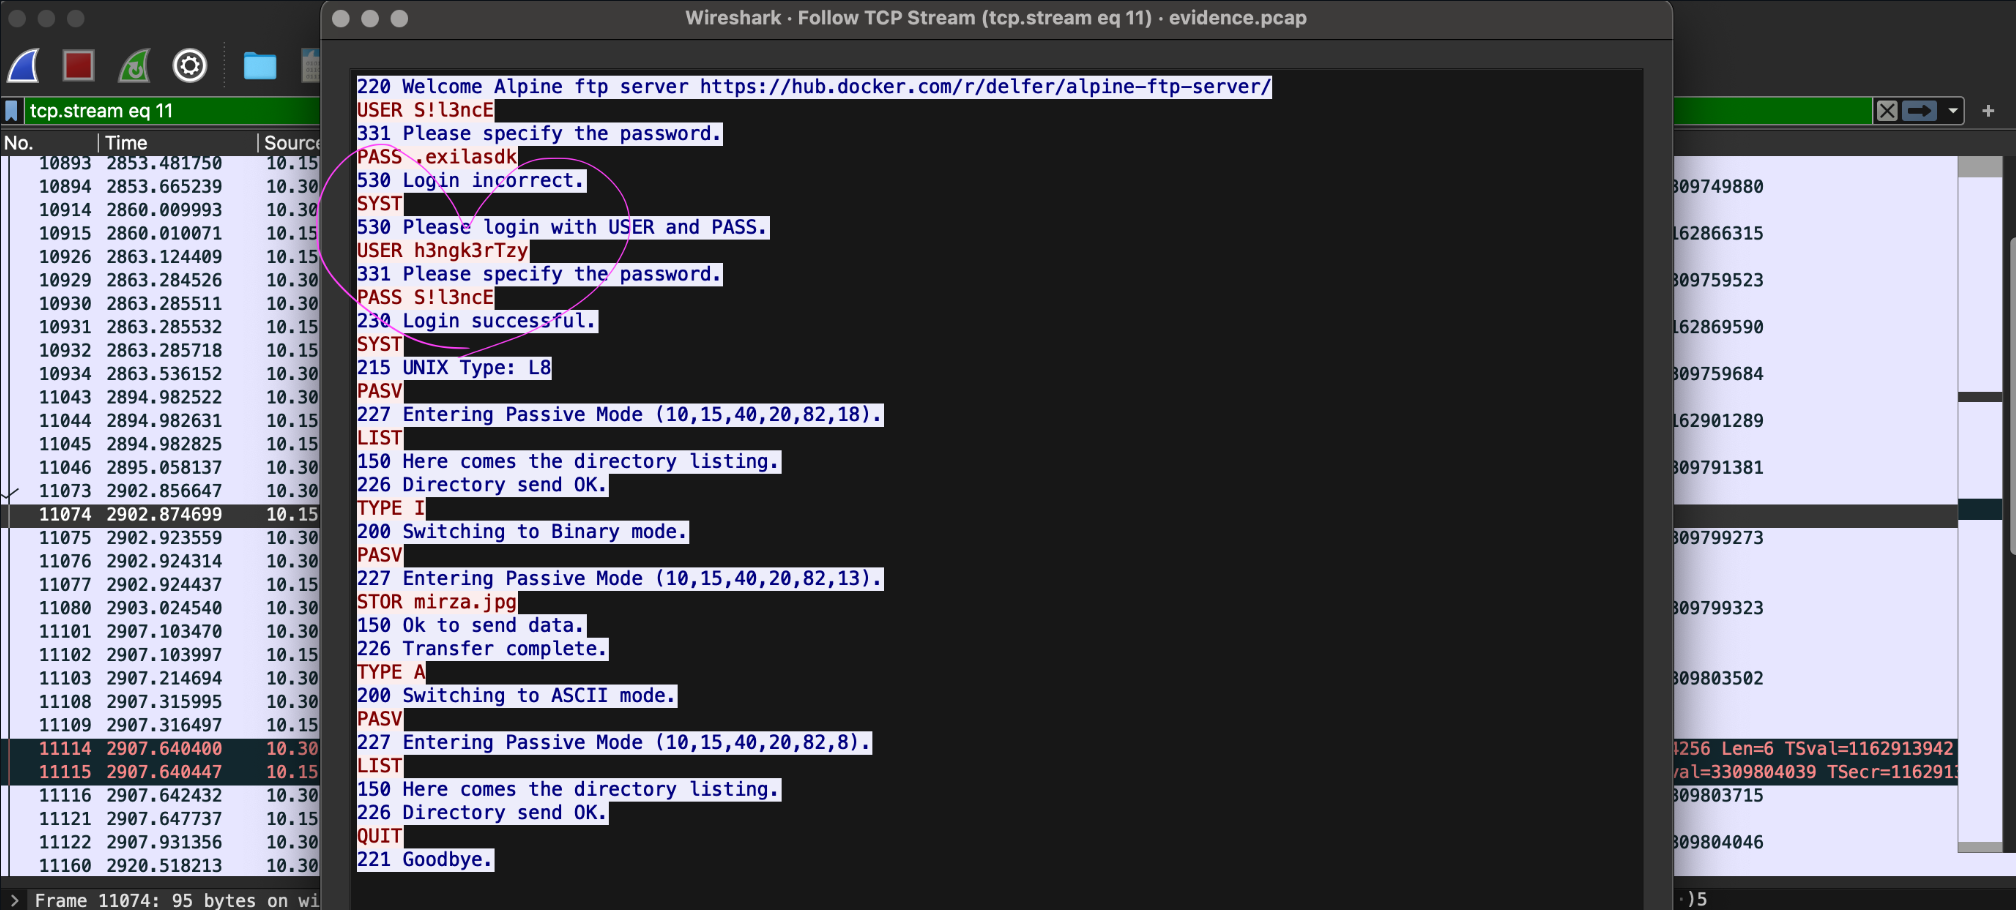 Wireshark · Follow TCP Stream (tcp.stream eq 11) · evidence.pcap
tcp.stream eq 11
No. Time Source
10893 2853.481750 10.15
10894 2853.665239 10.30
10914 2860.009993 10.30
10915 2860.010071 10.15
10926 2863.124409 10.30
10929 2863.284526 10.15
10930 2863.285511 10.30
10931 2863.285532 10.15
10932 2863.285718 10.15
10934 2863.536152 10.30
11043 2894.982522 10.30
11044 2894.982631 10.15
11045 2894.982825 10.15
11046 2895.058137 10.30
11073 2902.856647 10.30
11074 2902.874699 10.15
11075 2902.923559 10.30
11076 2902.924314 10.30
11077 2902.924437 10.15
11080 2903.024540 10.30
11101 2907.103470 10.30
11102 2907.103997 10.15
11103 2907.214694 10.30
11108 2907.315995 10.30
11109 2907.316497 10.15
11114 2907.640400 10.30
11115 2907.640447 10.15
11116 2907.642432 10.30
11121 2907.647737 10.15
11122 2907.931356 10.30
11160 2920.518213 10.30
Frame 11074: 95 bytes on wi
220 Welcome Alpine ftp server https://hub.docker.com/r/delfer/alpine-ftp-server/
USER S!l3ncE
331 Please specify the password.
PASS .exilasdk
530 Login incorrect.
SYST
530 Please login with USER and PASS.
USER h3ngk3rTzy
331 Please specify the password.
PASS S!l3ncE
230 Login successful.
SYST
215 UNIX Type: L8
PASV
227 Entering Passive Mode (10,15,40,20,82,18).
LIST
150 Here comes the directory listing.
226 Directory send OK.
TYPE I
200 Switching to Binary mode.
PASV
227 Entering Passive Mode (10,15,40,20,82,13).
STOR mirza.jpg
150 Ok to send data.
226 Transfer complete.
TYPE A
200 Switching to ASCII mode.
PASV
227 Entering Passive Mode (10,15,40,20,82,8).
LIST
150 Here comes the directory listing.
226 Directory send OK.
QUIT
221 Goodbye.
309749880
162866315
309759523
162869590
309759684
162901289
309791381
309799273
309799323
309803502
4256 Len=6 TSval=1162913942
val=3309804039 TSecr=116291
309803715
309804046
·)5